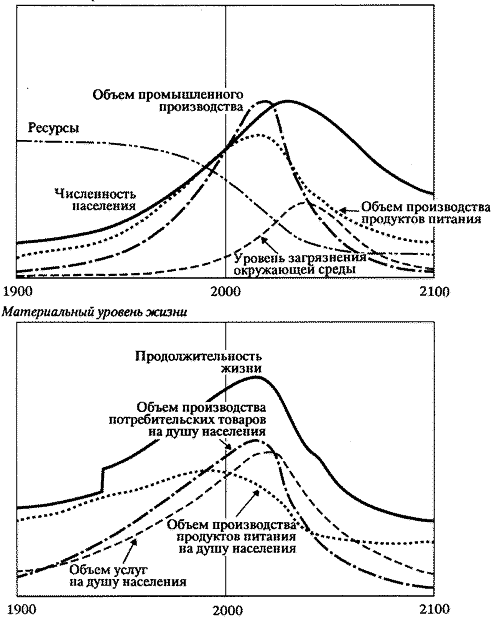 Объем промышленного
производства
Ресурсы
Численность
населения
Объем производства
продуктов питания
Уровень загрязнения
окружающей среды
1900
2000
2100
Материальный уровень жизни
Продолжительность
жизни
Объем производства
потребительских товаров
на душу населения
Объем производства
продуктов питания
на душу населения
Объем услуг
на душу населения
1900
2000
2100